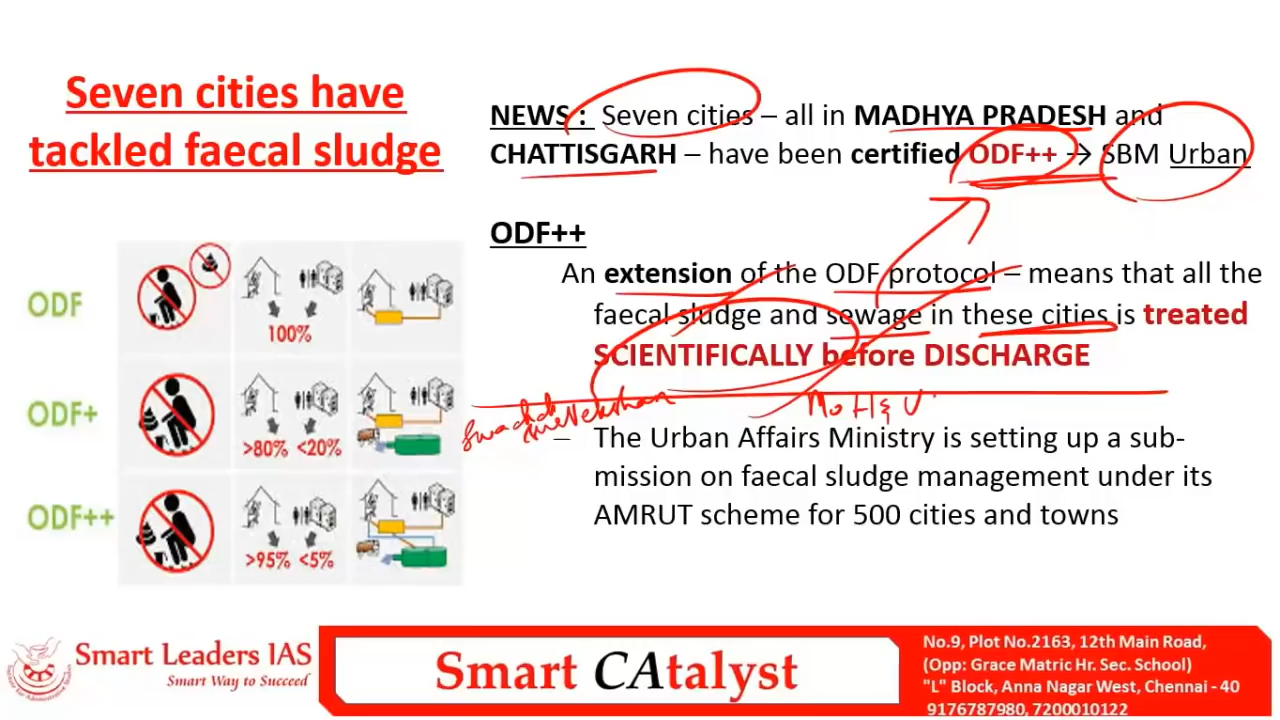 Seven cities have
tackled faecal sludge
NEWS : Seven cities – all in MADHYA PRADESH and
CHATTISGARH – have been certified ODF++ → SBM Urban
ODF++
An extension of the ODF protocol – means that all the
faecal sludge and sewage in these cities is treated
SCIENTIFICALLY before DISCHARGE
MoH& U
Swachh
– The Urban Affairs Ministry is setting up a sub-
mission on faecal sludge management under its
AMRUT scheme for 500 cities and towns
ODF
100%
ODF+
>80% <20%
ODF++
>95% <5%
Smart Leaders IAS
Smart Way to Succeed
Smart CAtalyst
No.9, Plot No.2163, 12th Main Road,
(Opp: Grace Matric Hr. Sec. School)
"L" Block, Anna Nagar West, Chennai - 40
9176787980, 7200010122